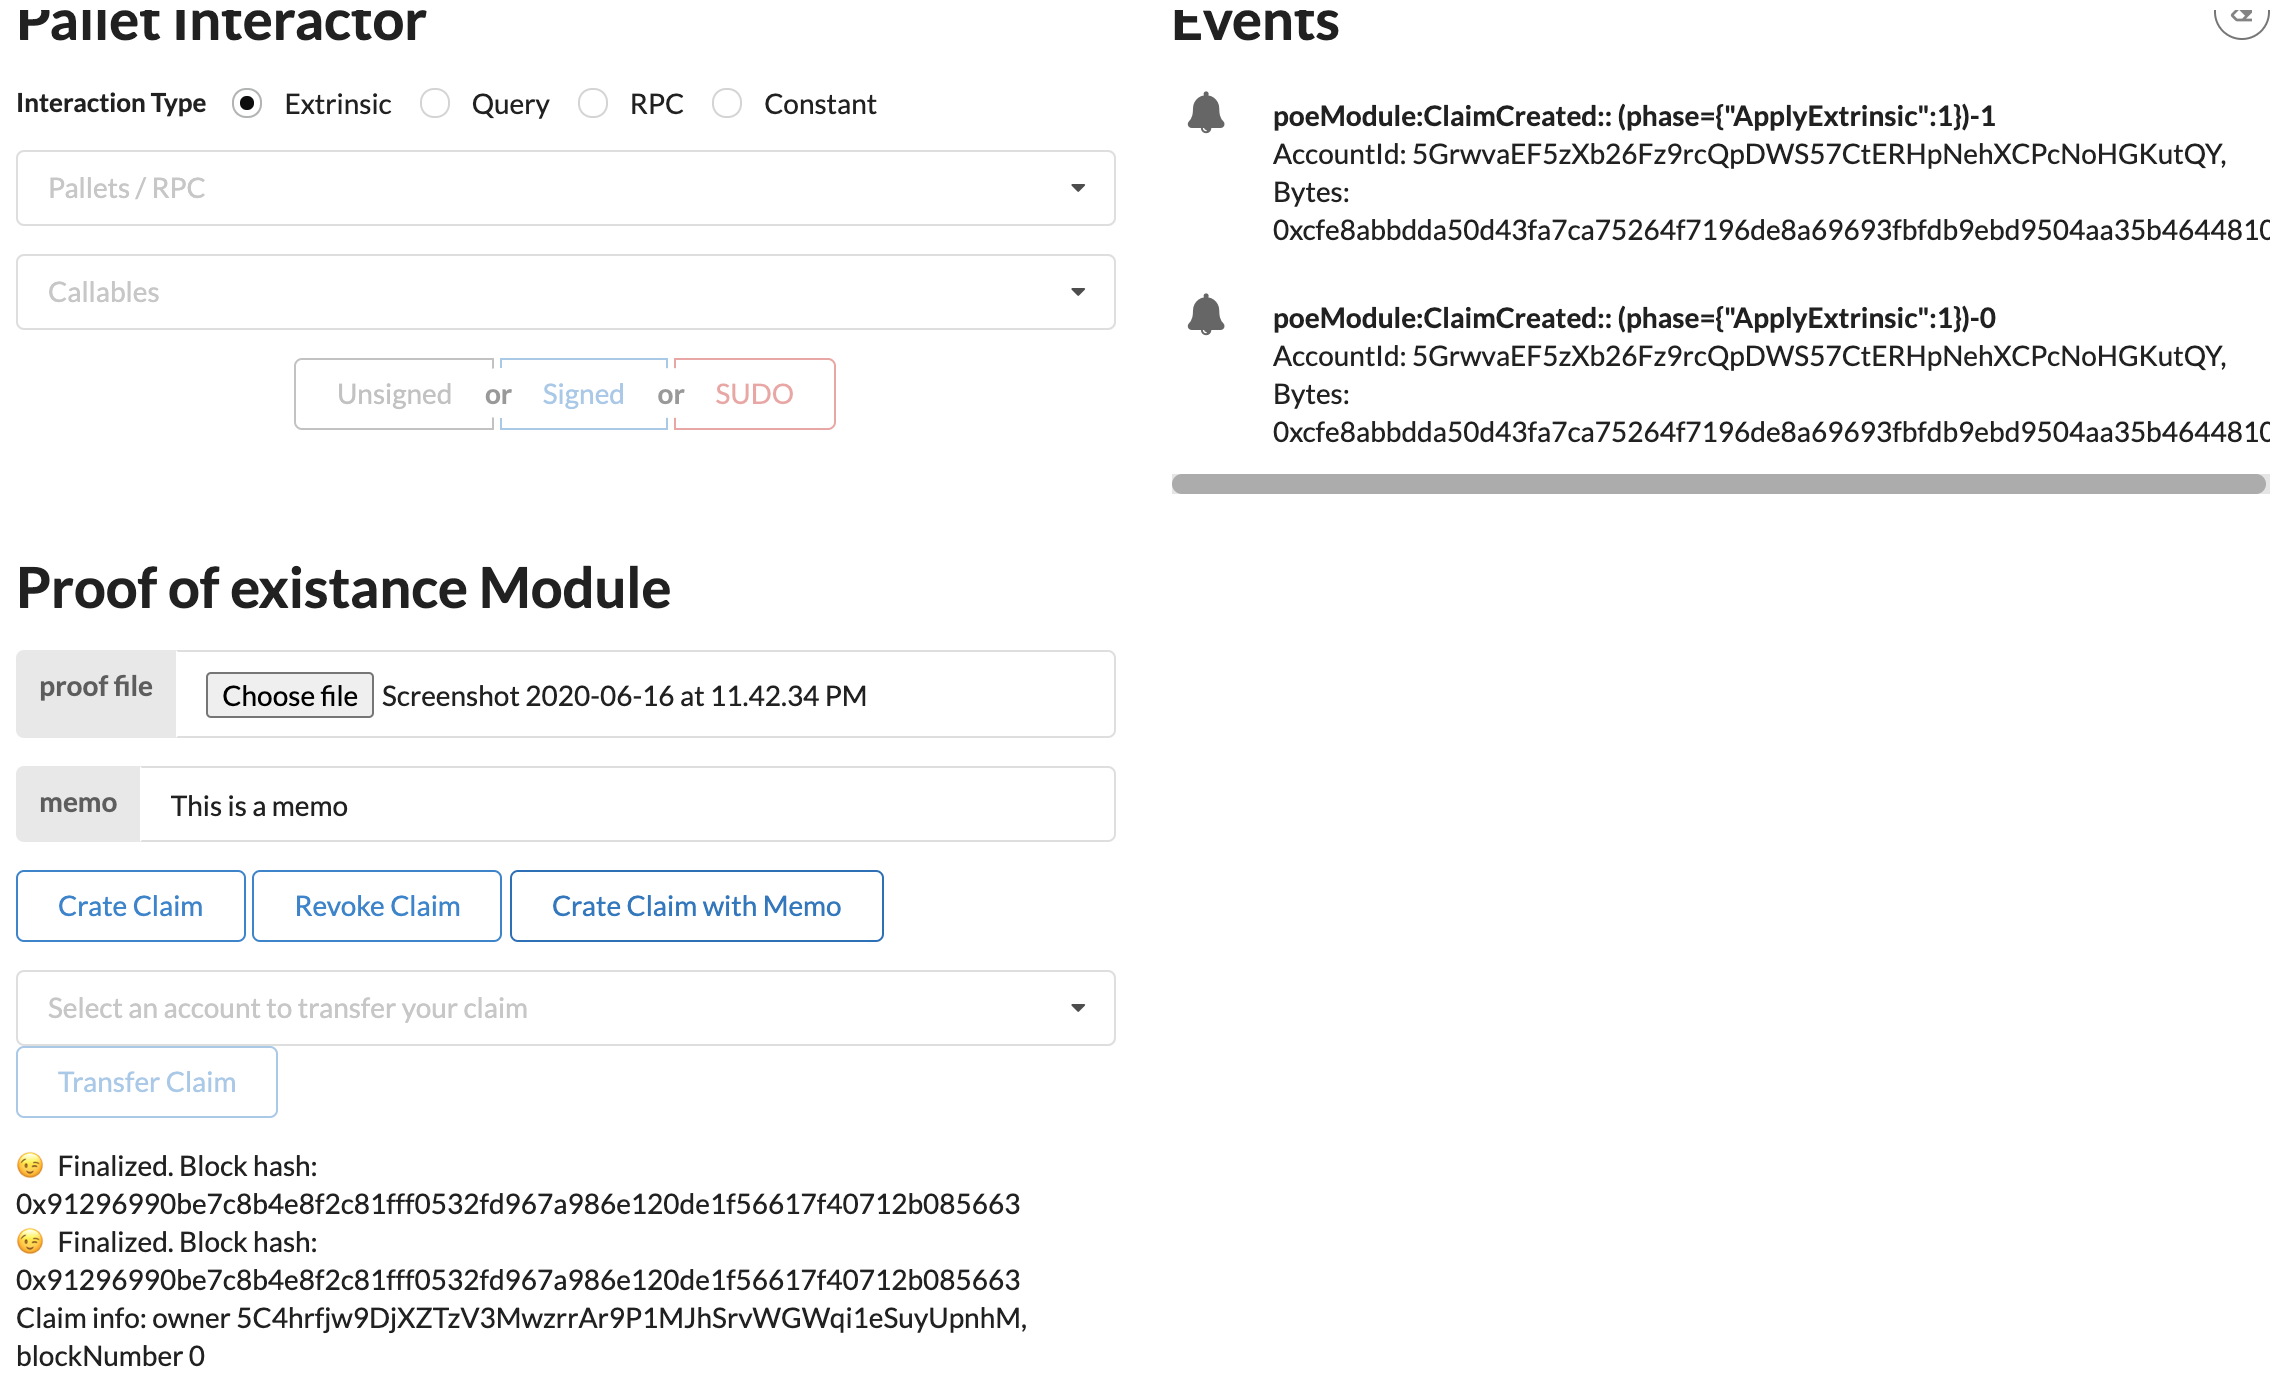 Pallet Interactor
Interaction Type Extrinsic Query RPC Constant
Pallets / RPC
Callables
Unsigned or Signed or SUDO
Events
poeModule:ClaimCreated:: (phase={"ApplyExtrinsic":1})-1
AccountId: 5GrwvaEF5zXb26Fz9rcQpDWS57CtERHpNehXCPcNoHGKutQY,
Bytes:
0xcfe8abbdda50d43fa7ca75264f7196de8a69693fbfdb9ebd9504aa35b4644810
poeModule:ClaimCreated:: (phase={"ApplyExtrinsic":1})-0
AccountId: 5GrwvaEF5zXb26Fz9rcQpDWS57CtERHpNehXCPcNoHGKutQY,
Bytes:
0xcfe8abbdda50d43fa7ca75264f7196de8a69693fbfdb9ebd9504aa35b4644810
Proof of existance Module
proof file Choose file Screenshot 2020-06-16 at 11.42.34 PM
memo This is a memo
Crate Claim Revoke Claim Crate Claim with Memo
Select an account to transfer your claim
Transfer Claim
😉 Finalized. Block hash:
0x91296990be7c8b4e8f2c81fff0532fd967a986e120de1f56617f40712b085663
😉 Finalized. Block hash:
0x91296990be7c8b4e8f2c81fff0532fd967a986e120de1f56617f40712b085663
Claim info: owner 5C4hrfjw9DjXZTzV3MwzrrAr9P1MJhSrvWGWqi1eSuyUpnhM,
blockNumber 0